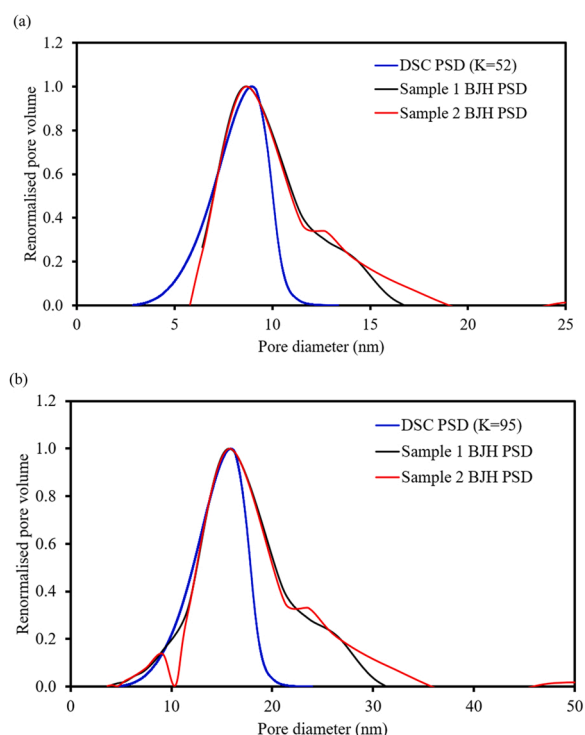 (a)
1.2
1.0
0.8
0.6
0.4
0.2
0.0
Renormalised pore volume
DSC PSD (K=52)
Sample 1 BJH PSD
Sample 2 BJH PSD
0 5 10 15 20 25
Pore diameter (nm)
(b)
1.2
1.0
0.8
0.6
0.4
0.2
0.0
Renormalised pore volume
DSC PSD (K=95)
Sample 1 BJH PSD
Sample 2 BJH PSD
0 10 20 30 40 50
Pore diameter (nm)